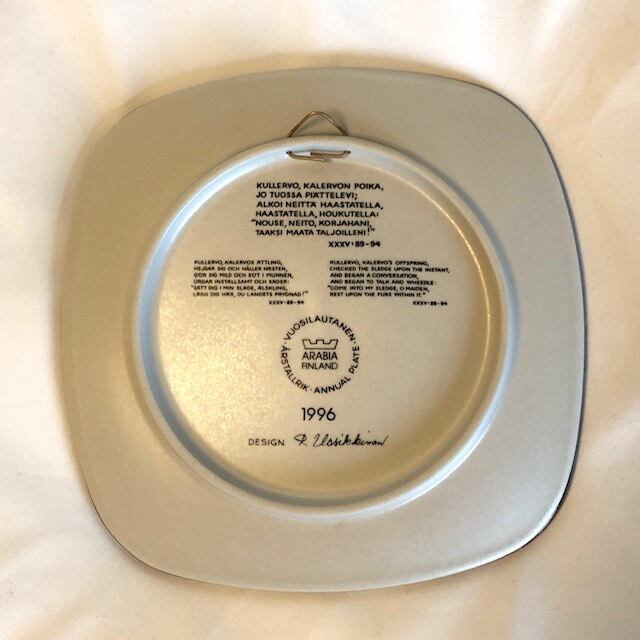 KULLERVO, KALERVON POIKA,
JO TUOSSA PIÄTTELEVI;
ALKOI NEITTÄ HAASTATELLA,
HAASTATELLA, HOUKUTELLA:
"NOUSE, NEITO, KORJAHANI,
TAAKSI MAATA TALJOILLENI!"
XXXV:89-94
KULLERVO, KALERVOS ÄTTLING,
HEJDAR SIG OCH HÅLLER HÄSTEN,
GÖR SIG MILD OCH SÖT I MUNNEN,
ORDAR INSTÄLLSAMT OCH SÄGER:
"SÄTT DIG I MIN SLÄDE, ÄLSKLING,
LÄGG DIG HÄR, DU LANDETS PRYDNAD!"
XXXV:89-94
KULLERVO, KALERVO'S OFFSPRING,
CHECKED THE SLEDGE UPON THE INSTANT,
AND BEGAN A CONVERSATION,
AND BEGAN TO TALK AND WHEEDLE:
"COME INTO MY SLEDGE, O MAIDEN,
REST UPON THE FURS WITHIN IT."
XXXV:89-94
VUOSILAUTANEN · ANNUAL PLATE · ÅRSTALLRIK
ARABIA
FINLAND
1996
DESIGN R. Uosikkinen